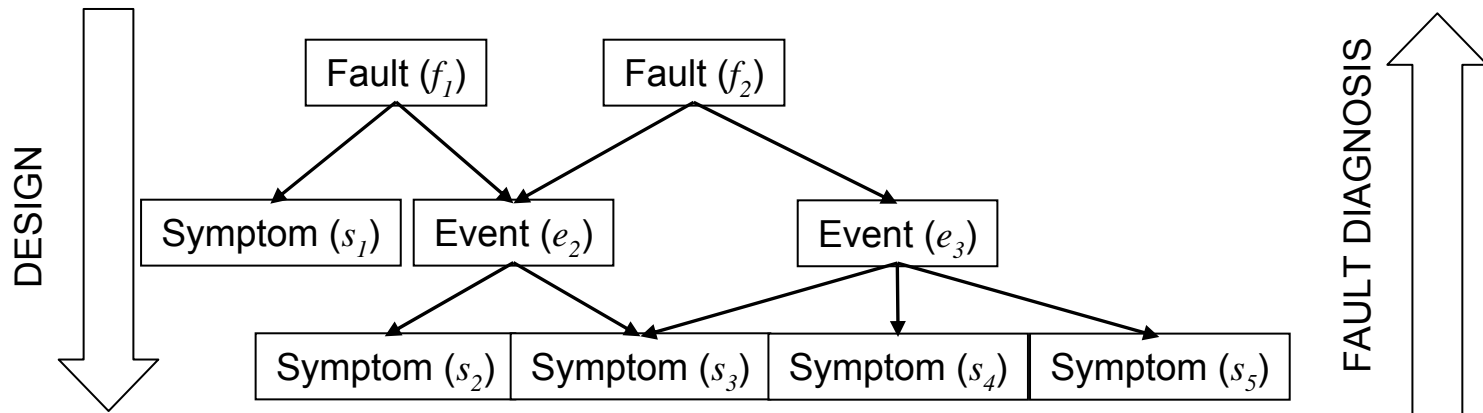 DESIGN
Fault (f1)
Fault (f2)
Symptom (s1)
Event (e2)
Event (e3)
Symptom (s2)
Symptom (s3)
Symptom (s4)
Symptom (s5)
FAULT DIAGNOSIS